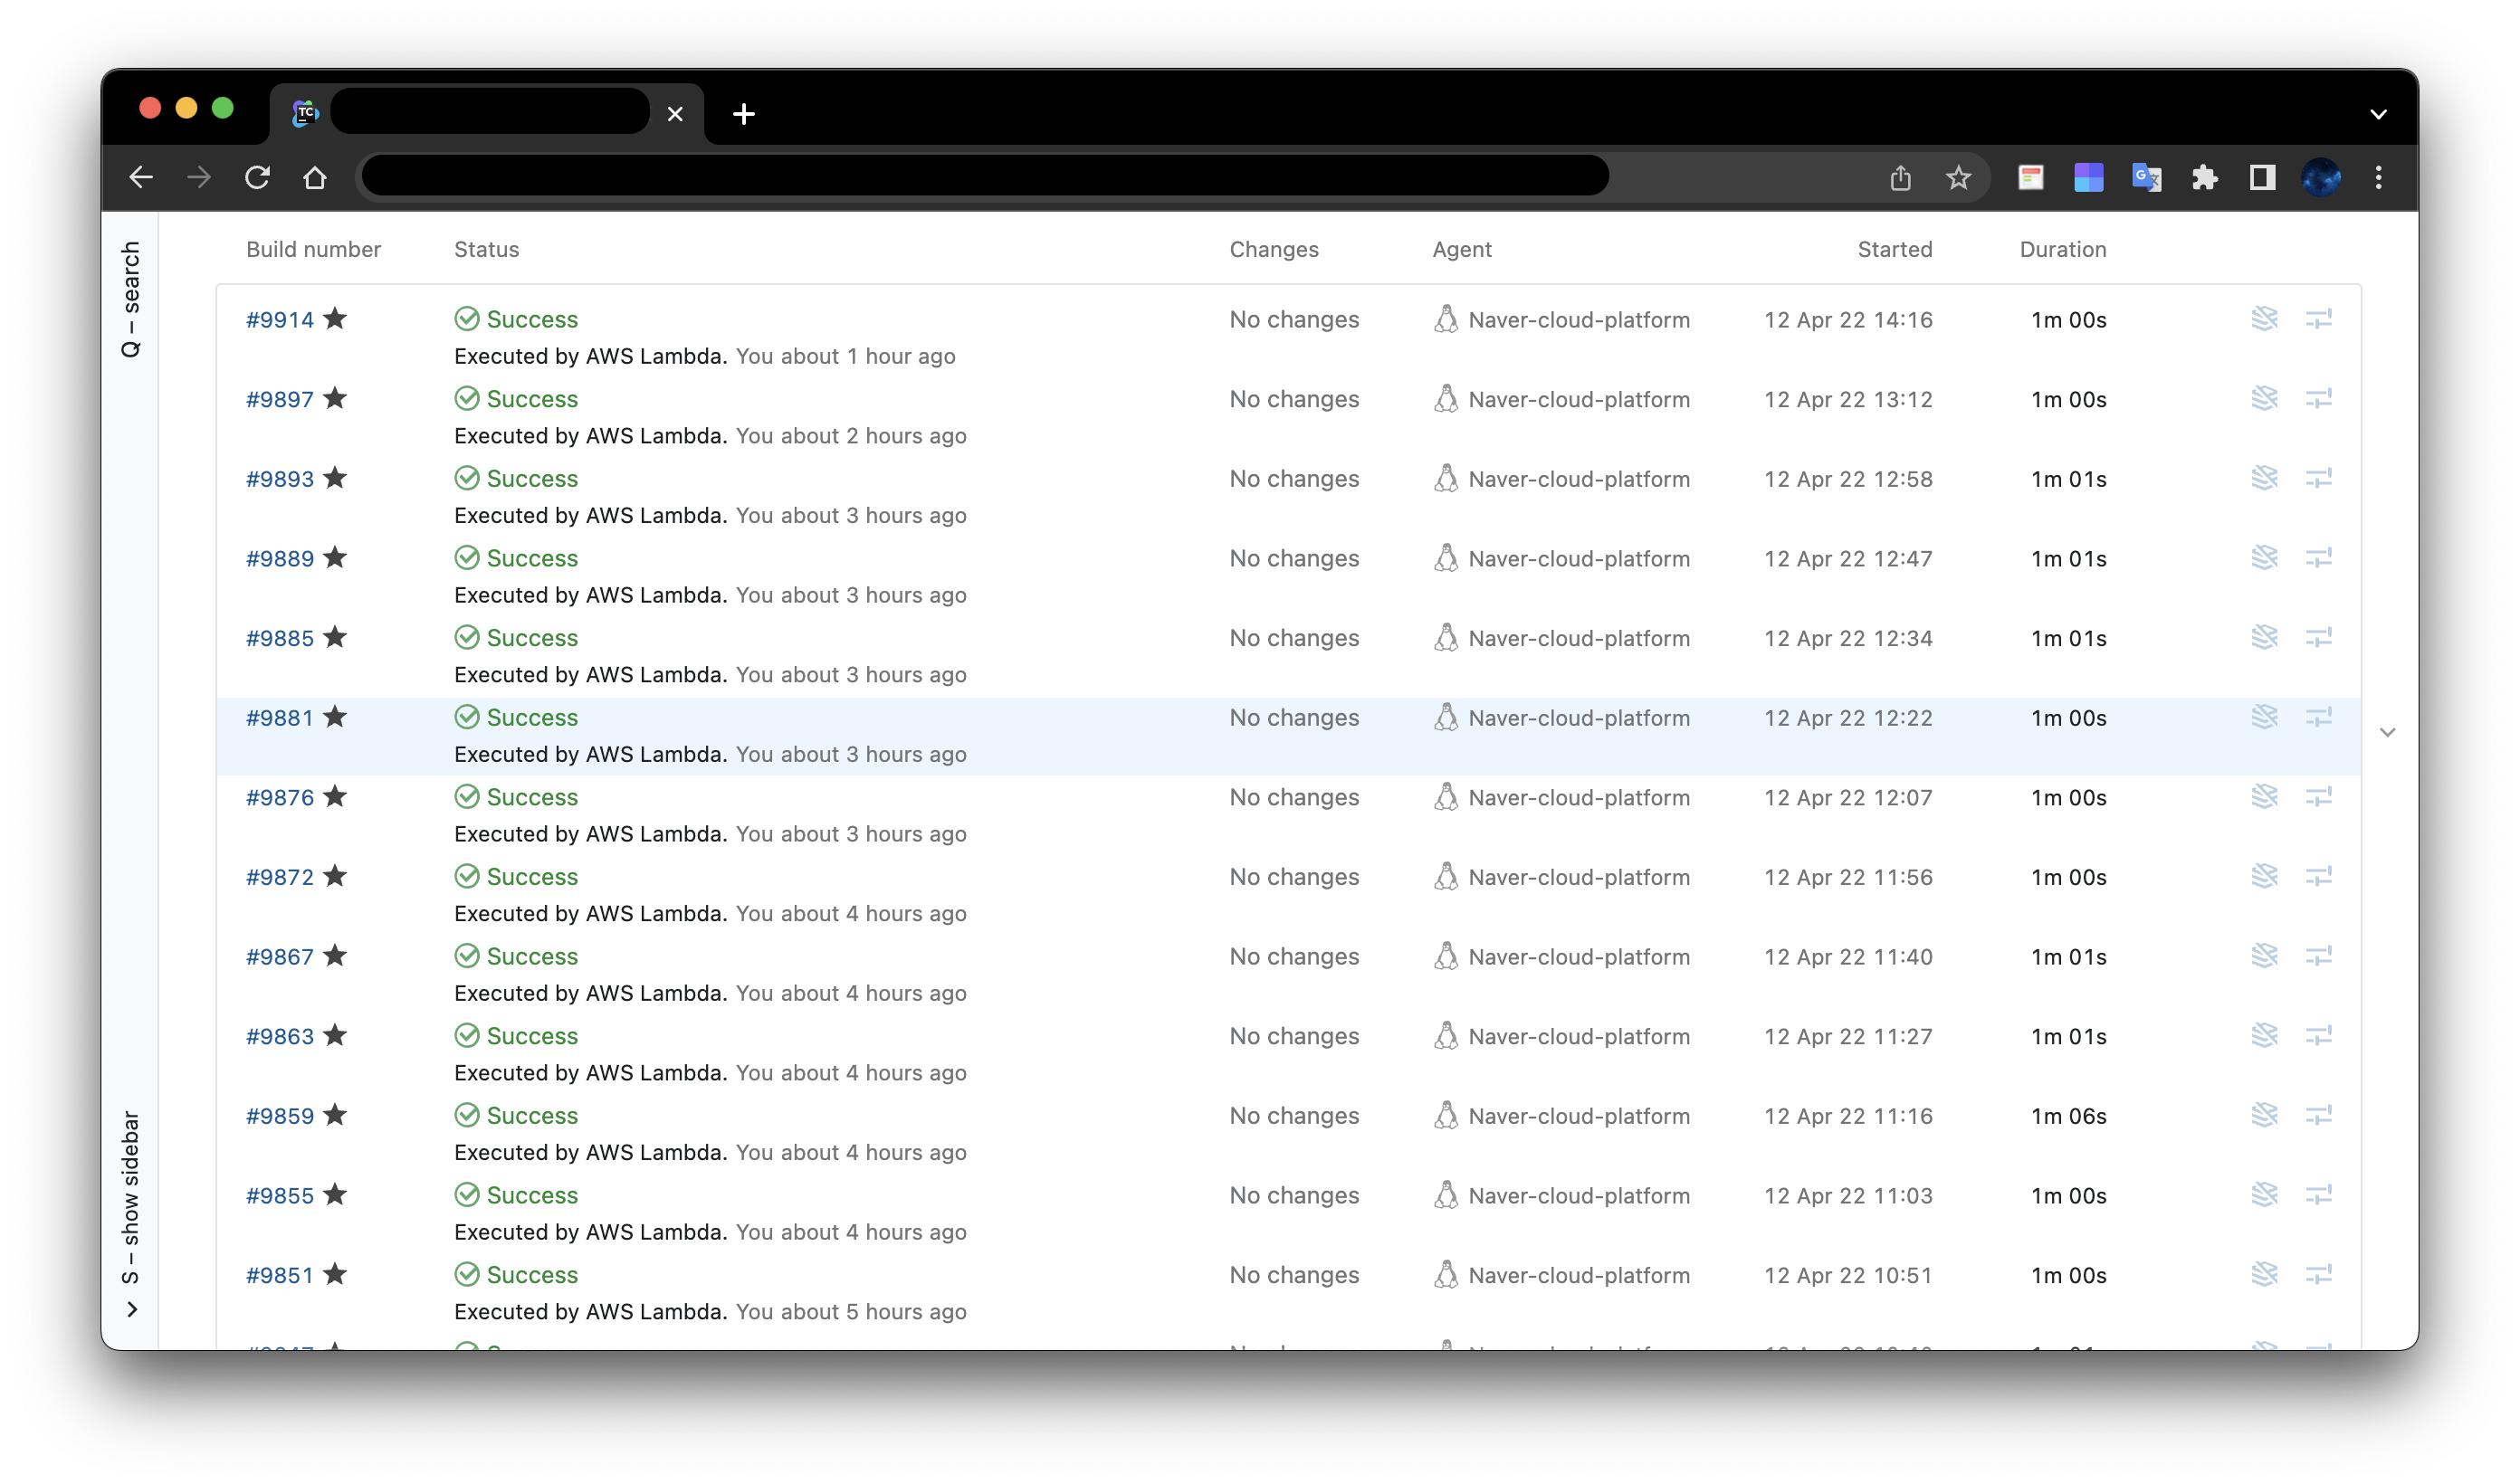 TC
Q – search
S – show sidebar
Build number Status Changes Agent Started Duration
#9914 Success No changes Naver-cloud-platform 12 Apr 22 14:16 1m 00s
Executed by AWS Lambda. You about 1 hour ago
#9897 Success No changes Naver-cloud-platform 12 Apr 22 13:12 1m 00s
Executed by AWS Lambda. You about 2 hours ago
#9893 Success No changes Naver-cloud-platform 12 Apr 22 12:58 1m 01s
Executed by AWS Lambda. You about 3 hours ago
#9889 Success No changes Naver-cloud-platform 12 Apr 22 12:47 1m 01s
Executed by AWS Lambda. You about 3 hours ago
#9885 Success No changes Naver-cloud-platform 12 Apr 22 12:34 1m 01s
Executed by AWS Lambda. You about 3 hours ago
#9881 Success No changes Naver-cloud-platform 12 Apr 22 12:22 1m 00s
Executed by AWS Lambda. You about 3 hours ago
#9876 Success No changes Naver-cloud-platform 12 Apr 22 12:07 1m 00s
Executed by AWS Lambda. You about 3 hours ago
#9872 Success No changes Naver-cloud-platform 12 Apr 22 11:56 1m 00s
Executed by AWS Lambda. You about 4 hours ago
#9867 Success No changes Naver-cloud-platform 12 Apr 22 11:40 1m 01s
Executed by AWS Lambda. You about 4 hours ago
#9863 Success No changes Naver-cloud-platform 12 Apr 22 11:27 1m 01s
Executed by AWS Lambda. You about 4 hours ago
#9859 Success No changes Naver-cloud-platform 12 Apr 22 11:16 1m 06s
Executed by AWS Lambda. You about 4 hours ago
#9855 Success No changes Naver-cloud-platform 12 Apr 22 11:03 1m 00s
Executed by AWS Lambda. You about 4 hours ago
#9851 Success No changes Naver-cloud-platform 12 Apr 22 10:51 1m 00s
Executed by AWS Lambda. You about 5 hours ago